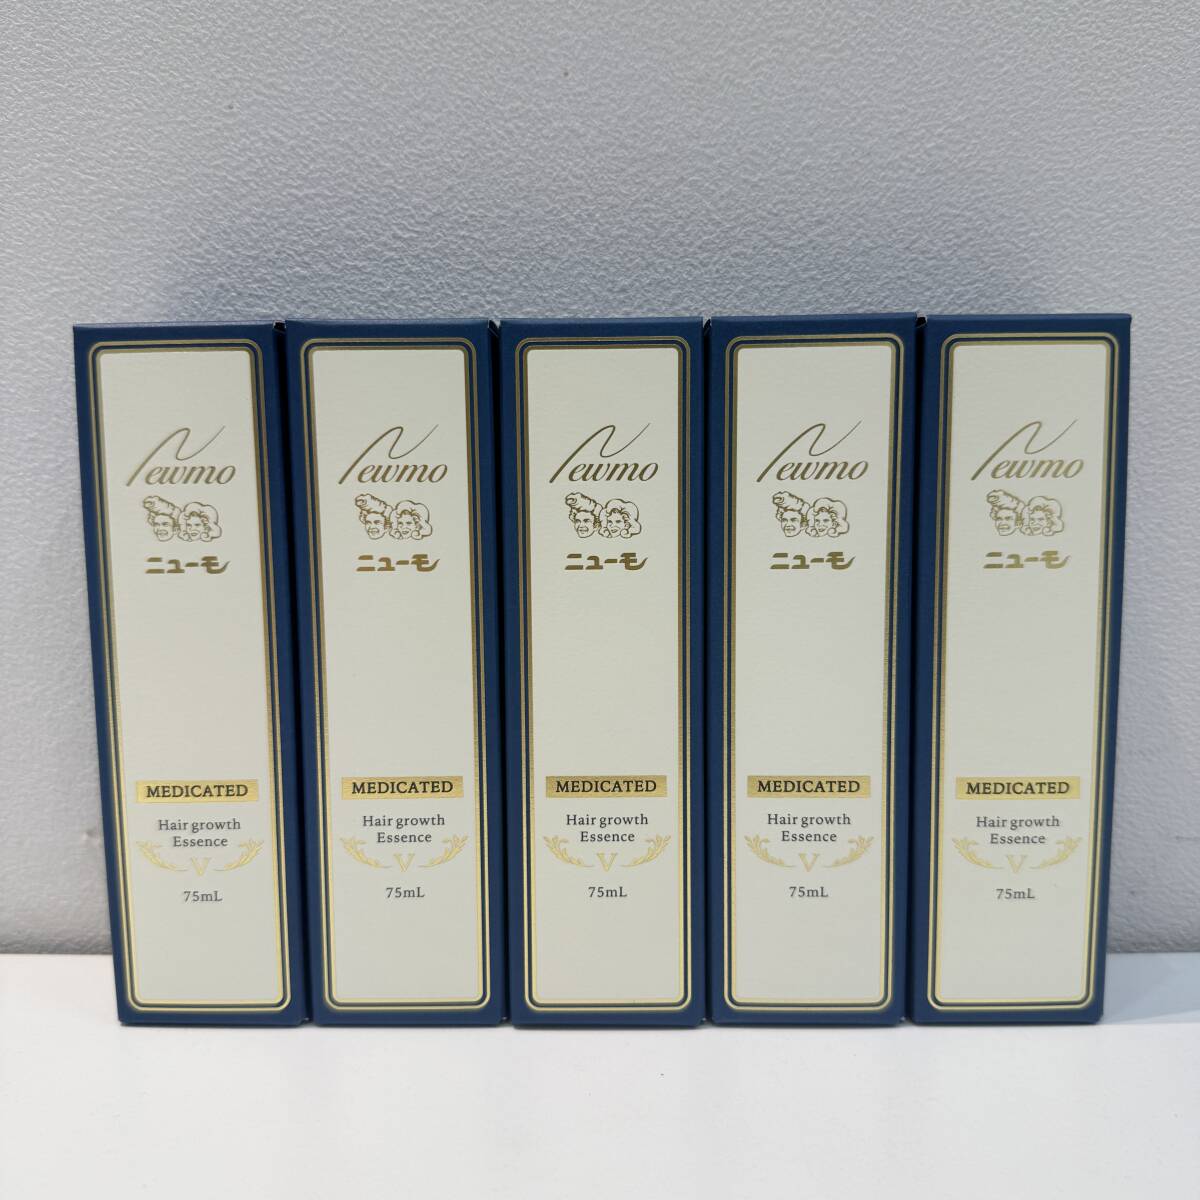 Newmo
ニューモ
MEDICATED
Hair growth
Essence
V
75mL
Newmo
ニューモ
MEDICATED
Hair growth
Essence
V
75mL
Newmo
ニューモ
MEDICATED
Hair growth
Essence
V
75mL
Newmo
ニューモ
MEDICATED
Hair growth
Essence
V
75mL
Newmo
ニューモ
MEDICATED
Hair growth
Essence
V
75mL